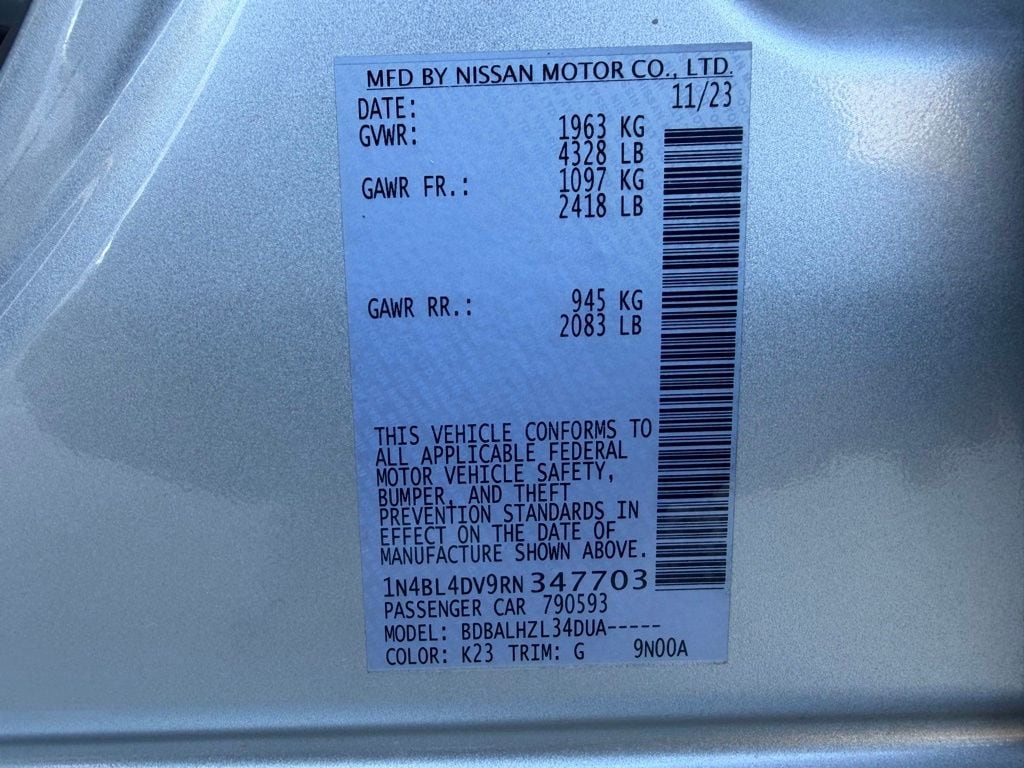 MFD BY NISSAN MOTOR CO., LTD.
DATE: 11/23
GVWR: 1963 KG
4328 LB
GAWR FR.: 1097 KG
2418 LB
GAWR RR.: 945 KG
2083 LB
THIS VEHICLE CONFORMS TO
ALL APPLICABLE FEDERAL
MOTOR VEHICLE SAFETY,
BUMPER, AND THEFT
PREVENTION STANDARDS IN
EFFECT ON THE DATE OF
MANUFACTURE SHOWN ABOVE.
1N4BL4DV9RN347703
PASSENGER CAR 790593
MODEL: BDBALHZL34DUA-----
COLOR: K23 TRIM: G 9N00A